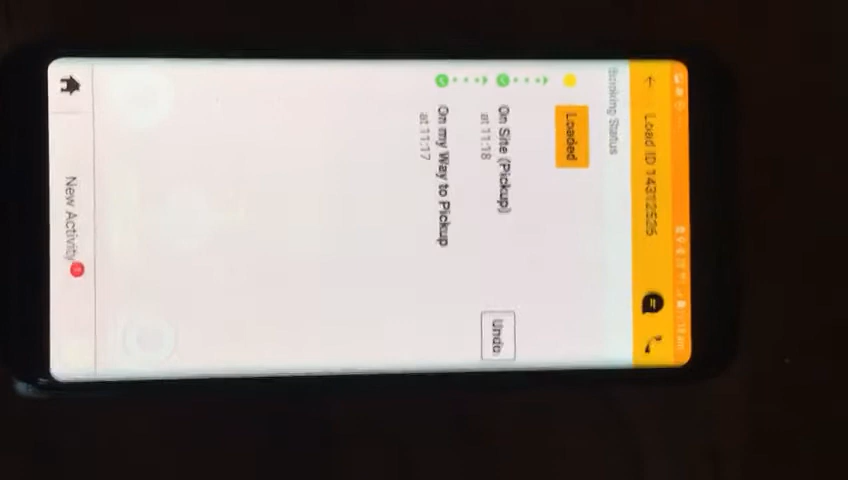 Load ID 14312526
Booking Status
Loaded
On Site (Pickup)
at 11:18
Undo
On my Way to Pickup
at 11:17
New Activity